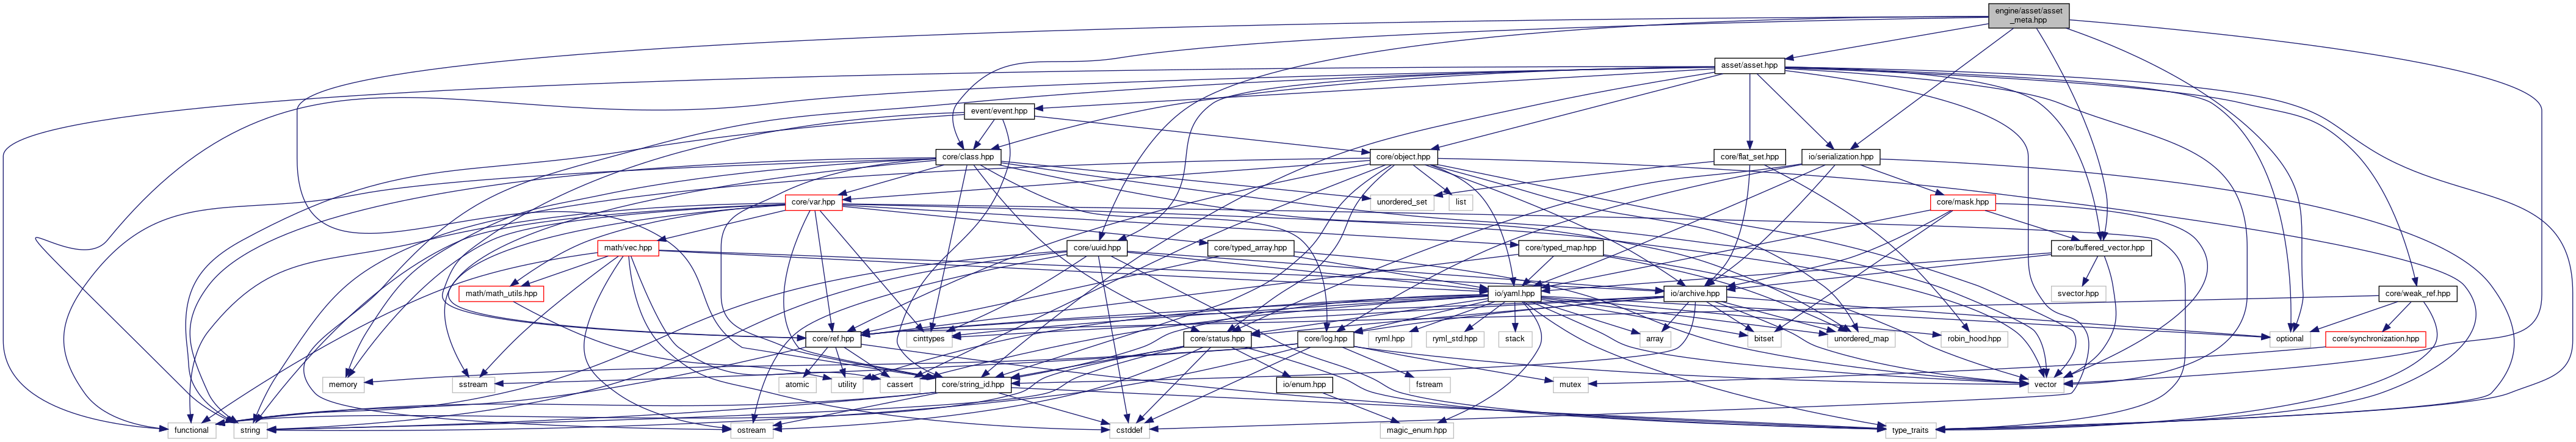 engine/asset/asset
_meta.hpp
asset/asset.hpp
event/event.hpp
core/class.hpp
core/object.hpp
core/flat_set.hpp
io/serialization.hpp
core/var.hpp
unordered_set
list
core/mask.hpp
math/vec.hpp
core/uuid.hpp
core/typed_array.hpp
core/typed_map.hpp
core/buffered_vector.hpp
math/math_utils.hpp
io/yaml.hpp
io/archive.hpp
svector.hpp
core/weak_ref.hpp
core/ref.hpp
cinttypes
core/status.hpp
core/log.hpp
ryml.hpp
ryml_std.hpp
stack
array
bitset
unordered_map
robin_hood.hpp
optional
core/synchronization.hpp
memory
sstream
atomic
utility
cassert
core/string_id.hpp
io/enum.hpp
fstream
mutex
vector
functional
string
ostream
cstddef
magic_enum.hpp
type_traits